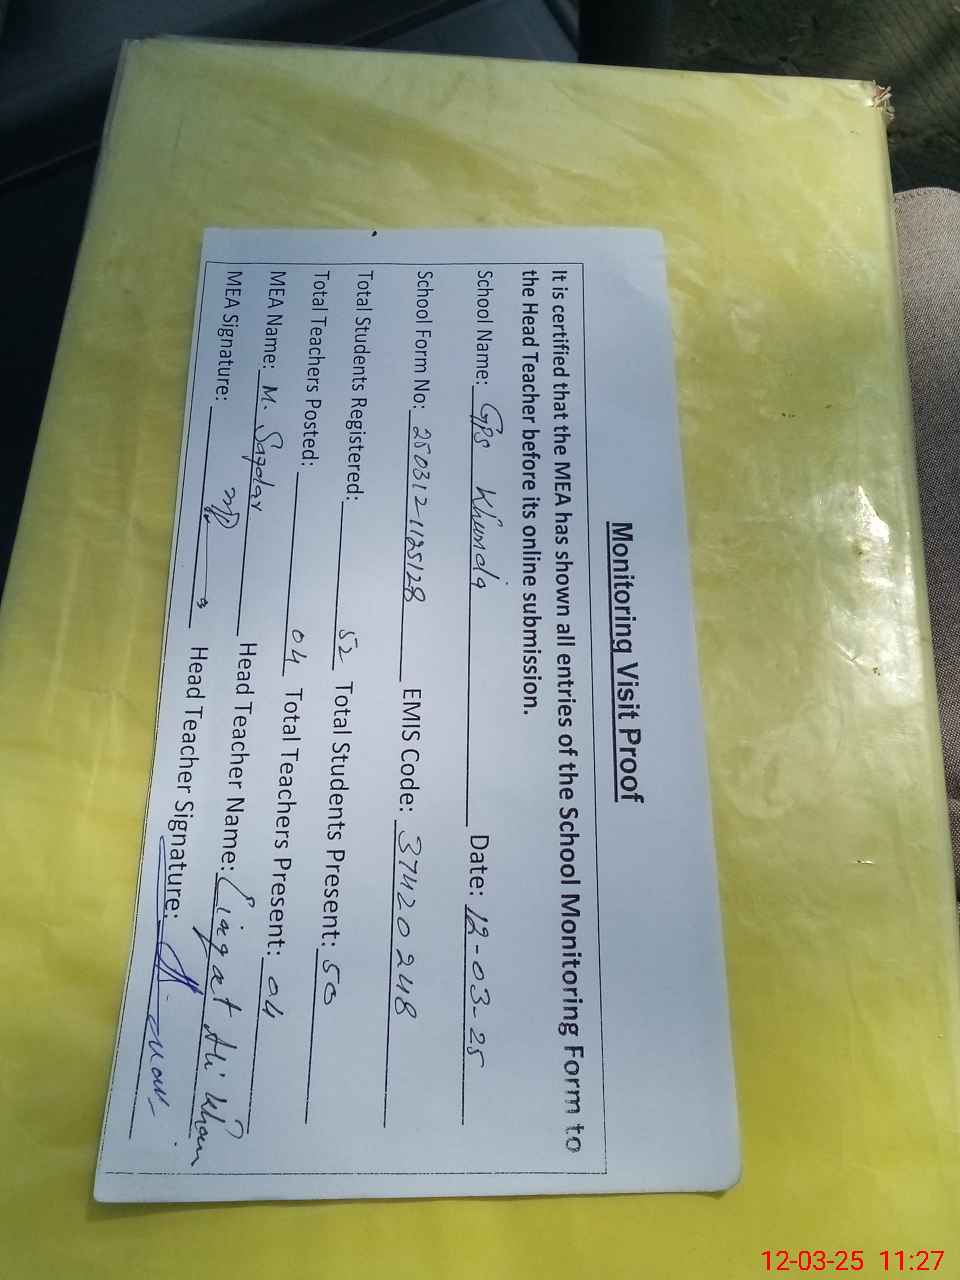 Monitoring Visit Proof
It is certified that the MEA has shown all entries of the School Monitoring Form to
the Head Teacher before its online submission.
School Name: GPS Khunda Date: 12-03-25
School Form No: 250312112S128 EMIS Code: 37420248
Total Students Registered: 52 Total Students Present: 50
Total Teachers Posted: 04 Total Teachers Present: 04
MEA Name: M. Safdar Head Teacher Name: Liaqat Ali Khan
MEA Signature: Head Teacher Signature:
12-03-25 11:27